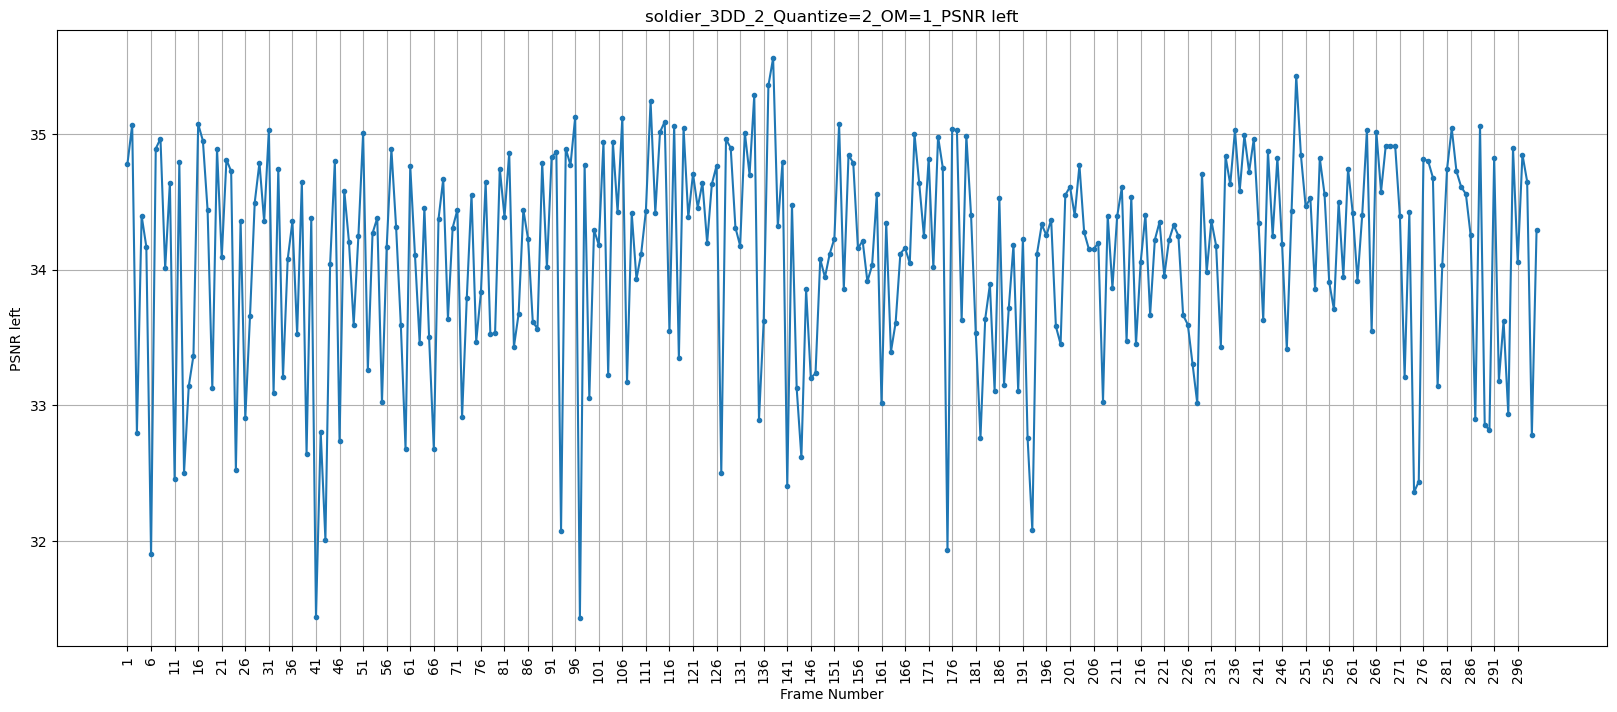 soldier_3DD_2_Quantize=2_OM=1_PSNR left
PSNR left
35
34
33
32
1 6 11 16 21 26 31 36 41 46 51 56 61 66 71 76 81 86 91 96 101 106 111 116 121 126 131 136 141 146 151 156 161 166 171 176 181 186 191 196 201 206 211 216 221 226 231 236 241 246 251 256 261 266 271 276 281 286 291 296
Frame Number